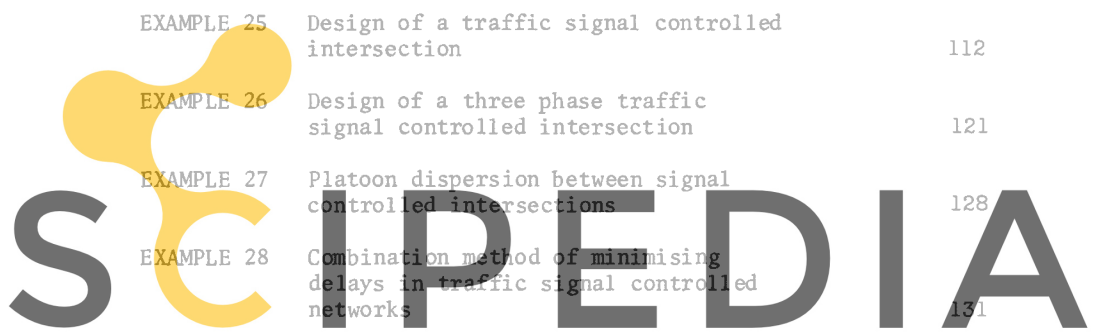 EXAMPLE 25 Design of a traffic signal controlled
intersection 112
EXAMPLE 26 Design of a three phase traffic
signal controlled intersection 121
EXAMPLE 27 Platoon dispersion between signal
controlled intersections 128
EXAMPLE 28 Combination method of minimising
delays in traffic signal controlled
networks 131
SCIPEDIA